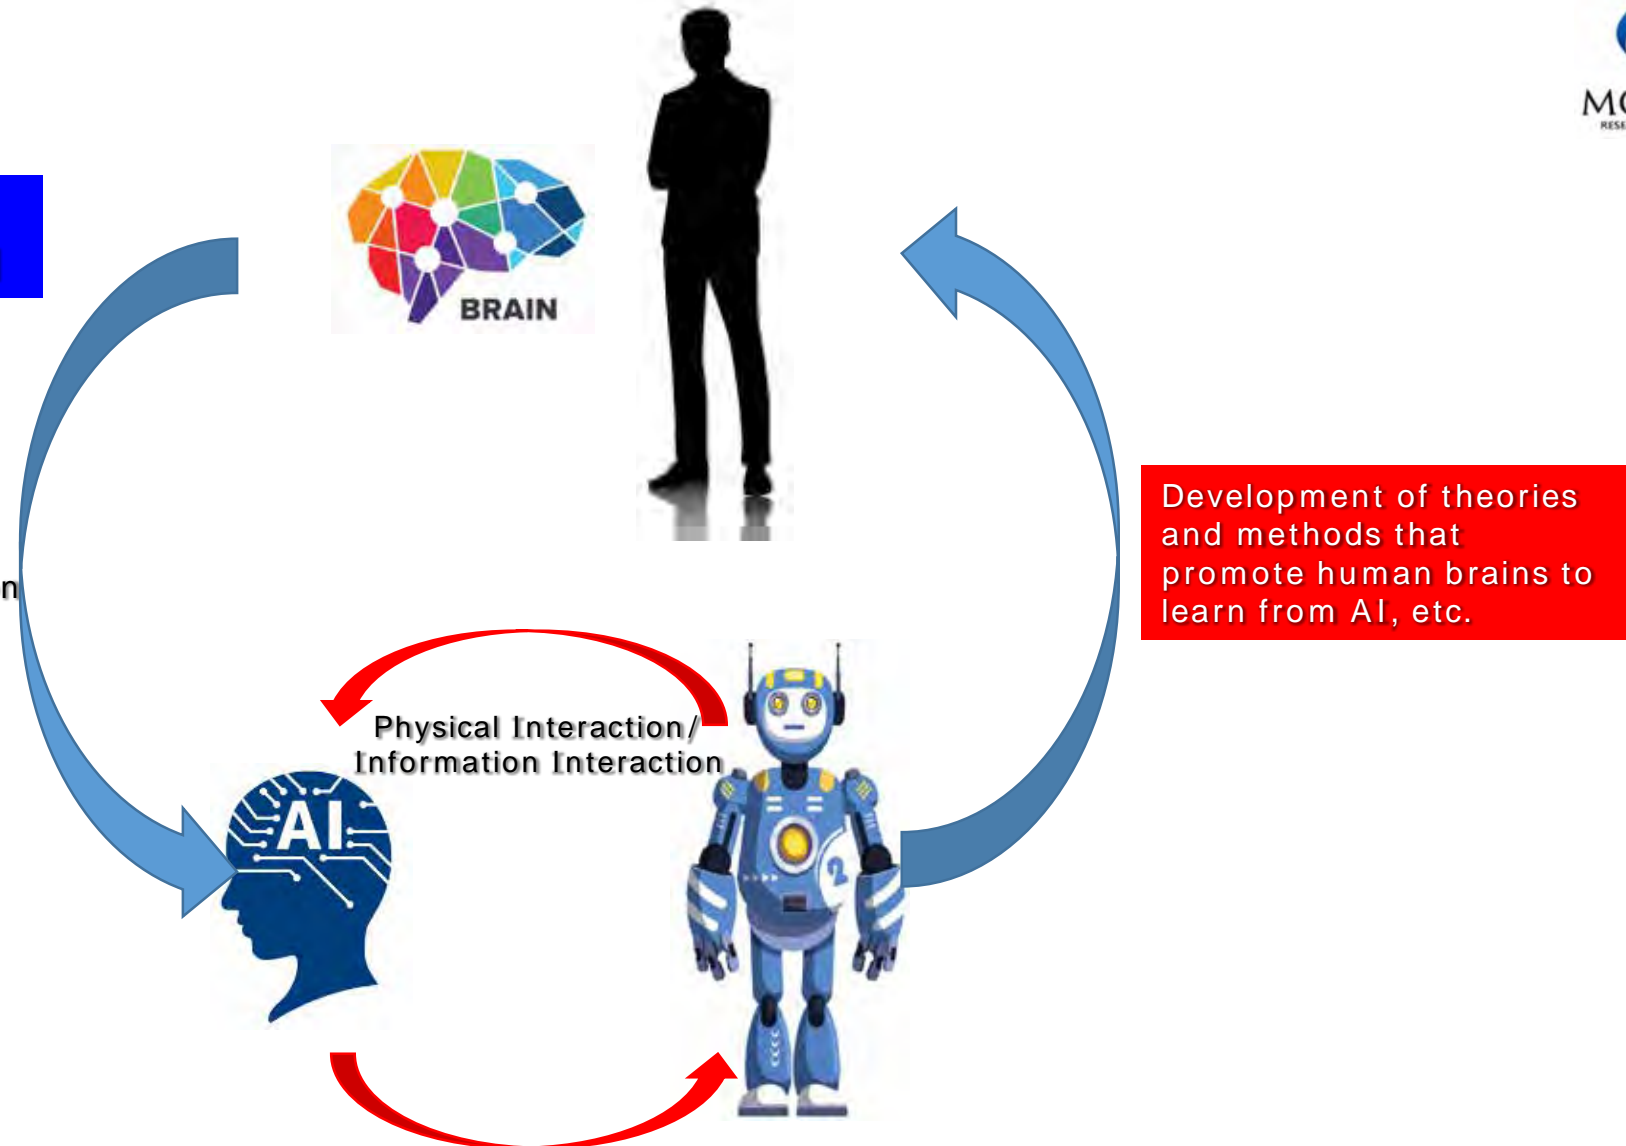 BRAIN
Development of theories
and methods that
promote human brains to
learn from AI, etc.
Physical Interaction/
Information Interaction
AI
2